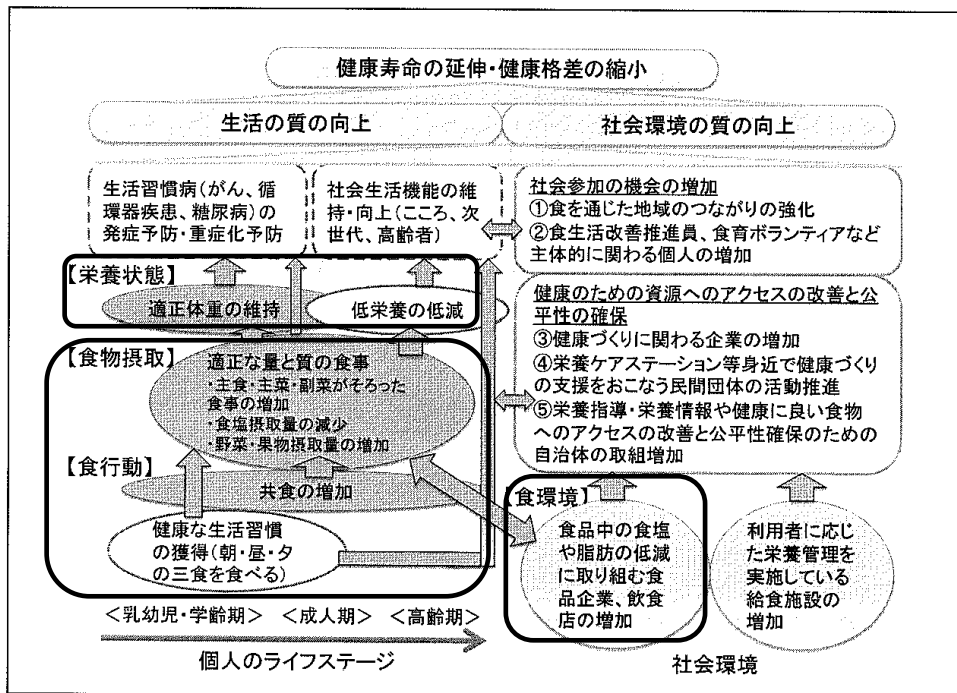 健康寿命の延伸・健康格差の縮小
生活の質の向上
社会環境の質の向上
生活習慣病(がん、循
環器疾患、糖尿病)の
発症予防・重症化予防
社会生活機能の維
持・向上(こころ、次
世代、高齢者)
社会参加の機会の増加
①食を通じた地域のつながりの強化
②食生活改善推進員、食育ボランティアなど
主体的に関わる個人の増加
【栄養状態】
適正体重の維持
低栄養の低減
健康のための資源へのアクセスの改善と公
平性の確保
③健康づくりに関わる企業の増加
④栄養ケアステーション等身近で健康づくり
の支援をおこなう民間団体の活動推進
⑤栄養指導・栄養情報や健康に良い食物
へのアクセスの改善と公平性確保のための
自治体の取組増加
【食物摂取】
適正な量と質の食事
・主食・主菜・副菜がそろった
食事の増加
・食塩摂取量の減少
・野菜・果物摂取量の増加
【食行動】
共食の増加
健康な生活習慣
の獲得(朝・昼・夕
の三食を食べる)
【食環境】
食品中の食塩
や脂肪の低減
に取り組む食
品企業、飲食
店の増加
利用者に応じ
た栄養管理を
実施している
給食施設の
増加
<乳幼児・学齢期>
<成人期>
<高齢期>
個人のライフステージ
社会環境